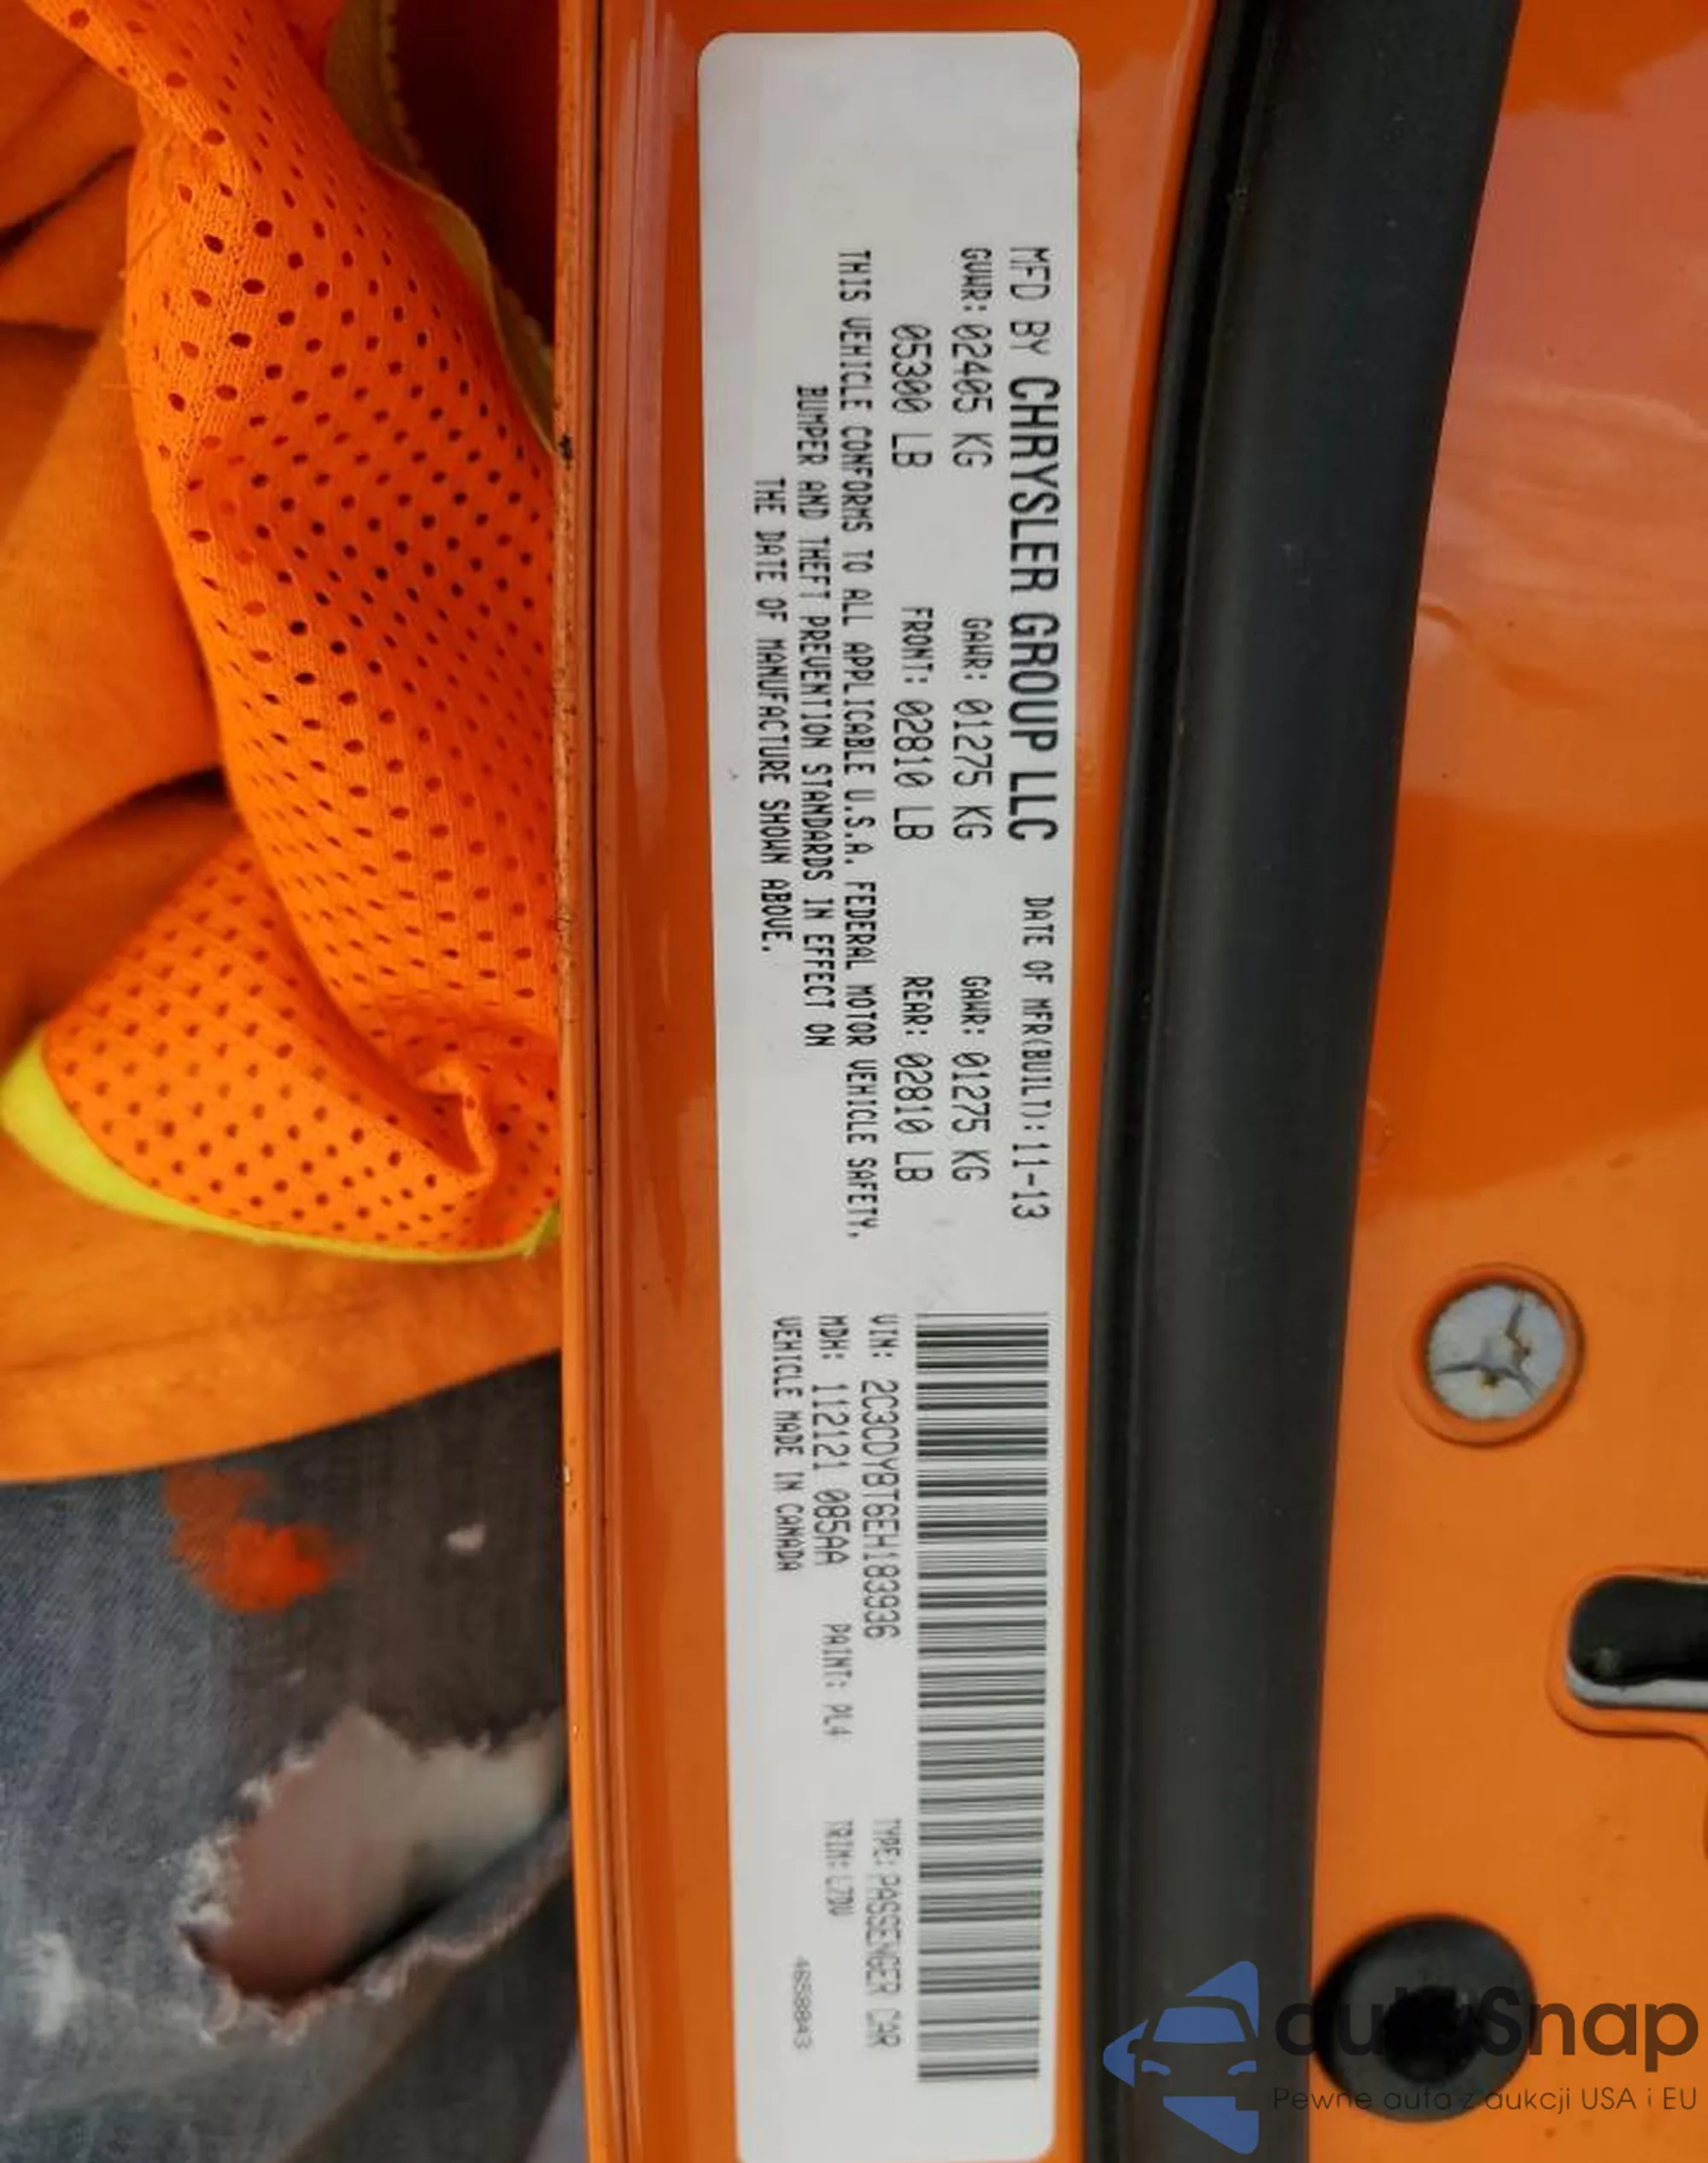 MFD BY CHRYSLER GROUP LLC DATE OF MFR(BUILT): 11-13
GVWR: 02405 KG GAWR: 01275 KG GAWR: 01275 KG
05300 LB FRONT: 02810 LB REAR: 02810 LB
THIS VEHICLE CONFORMS TO ALL APPLICABLE U.S.A. FEDERAL MOTOR VEHICLE SAFETY,
BUMPER AND THEFT PREVENTION STANDARDS IN EFFECT ON
THE DATE OF MANUFACTURE SHOWN ABOVE.
VIN: 2C3CDYBT6EH183936 TYPE: PASSENGER CAR
MDH: 112121 085AA PAINT: PL4 TRIM: L7DV
VEHICLE MADE IN CANADA
4658843
autoSnap
Pewne auto z aukcji USA i EU